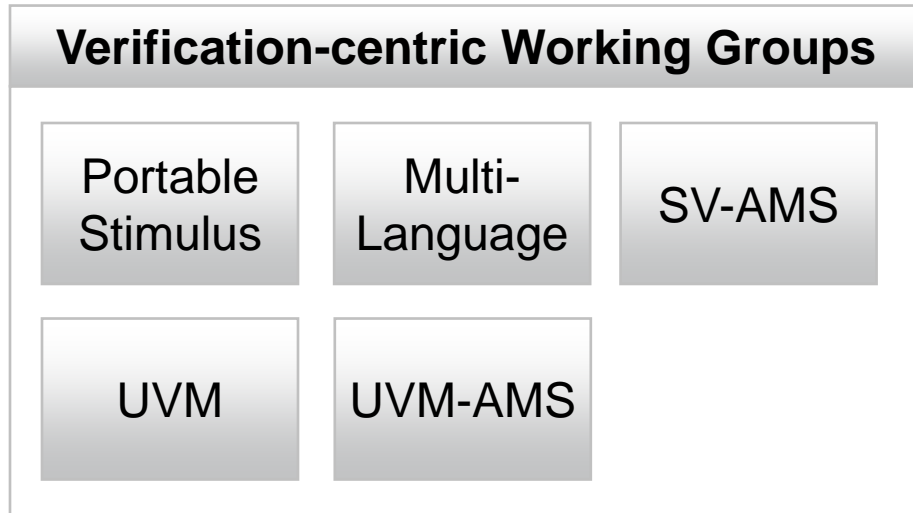 Verification-centric Working Groups
Portable
Stimulus
Multi-
Language
SV-AMS
UVM
UVM-AMS